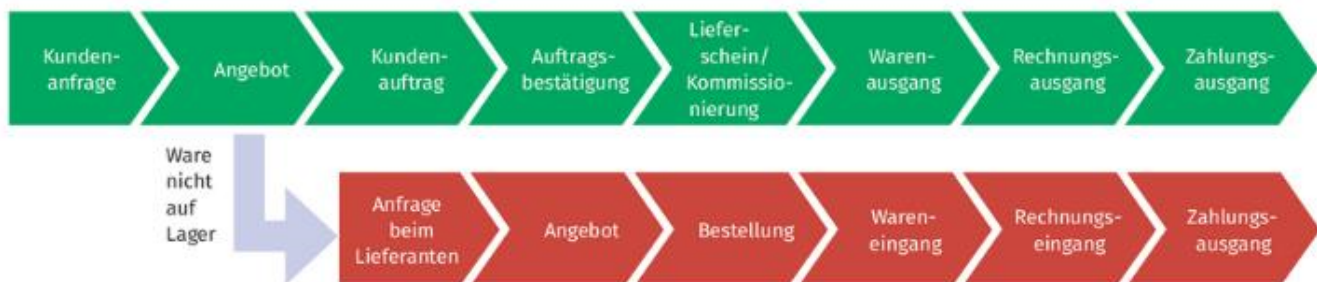 Kunden-
anfrage
Angebot
Kunden-
auftrag
Auftrags-
bestätigung
Liefer-
schein/
Kommissio-
nierung
Waren-
ausgang
Rechnungs-
ausgang
Zahlungs-
ausgang
Ware
nicht
auf
Lager
Anfrage
beim
Lieferanten
Angebot
Bestellung
Waren-
eingang
Rechnungs-
eingang
Zahlungs-
ausgang